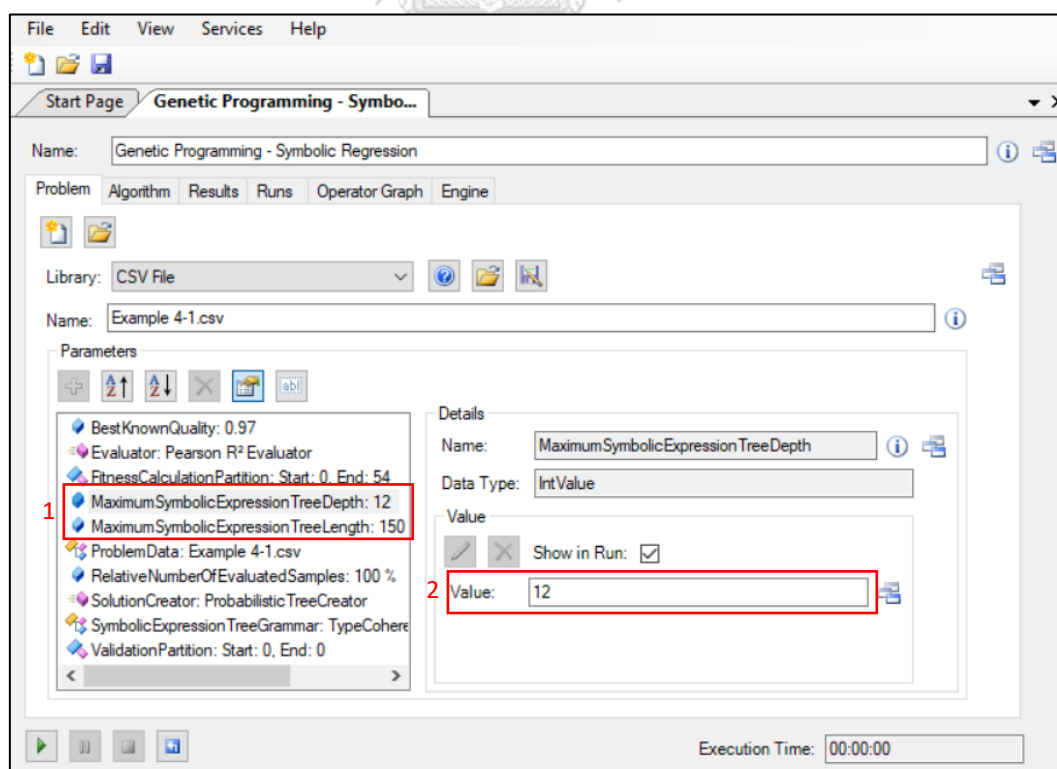 File Edit View Services Help
Start Page Genetic Programming - Symbo...
Name: Genetic Programming - Symbolic Regression
Problem Algorithm Results Runs Operator Graph Engine
Library: CSV File
Name: Example 4-1.csv
Parameters
BestKnownQuality: 0.97
Evaluator: Pearson R² Evaluator
FitnessCalculationPartition: Start: 0, End: 54
1
MaximumSymbolicExpressionTreeDepth: 12
MaximumSymbolicExpressionTreeLength: 150
ProblemData: Example 4-1.csv
RelativeNumberOfEvaluatedSamples: 100 %
SolutionCreator: ProbabilisticTreeCreator
SymbolicExpressionTreeGrammar: TypeCohere
ValidationPartition: Start: 0, End: 0
Details
Name: MaximumSymbolicExpressionTreeDepth
Data Type: IntValue
Value
Show in Run:
2 Value: 12
Execution Time: 00:00:00